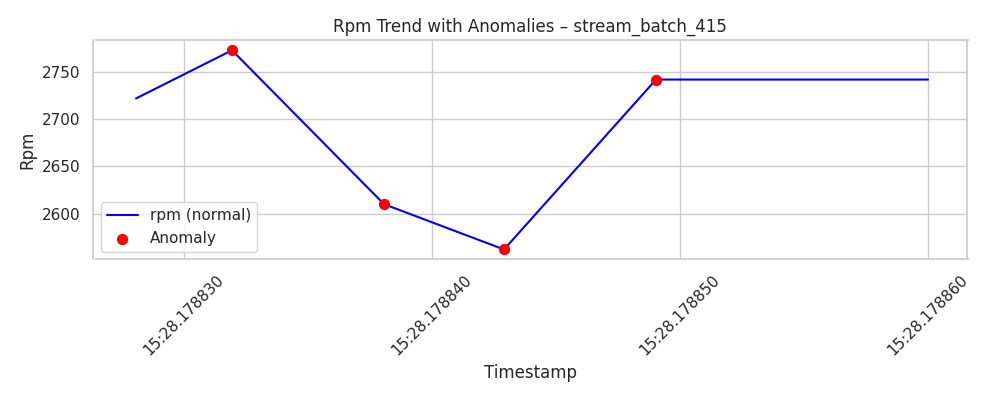 Rpm Trend with Anomalies – stream_batch_415
Rpm
2750
2700
2650
2600
rpm (normal)
Anomaly
15:28.178830
15:28.178840
15:28.178850
15:28.178860
Timestamp